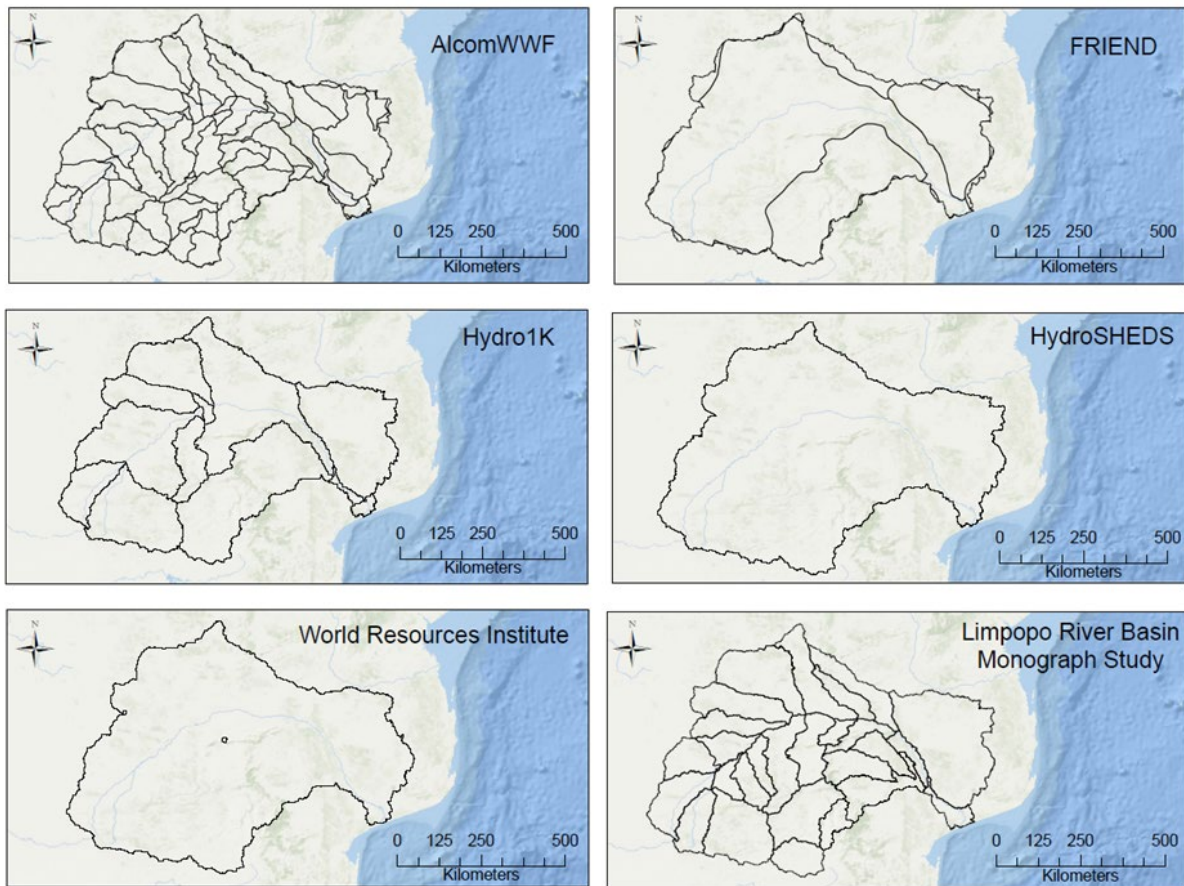 N
AlcomWWF
0 125 250 500
Kilometers
N
FRIEND
0 125 250 500
Kilometers
N
Hydro1K
0 125 250 500
Kilometers
N
HydroSHEDS
0 125 250 500
Kilometers
N
World Resources Institute
0 125 250 500
Kilometers
N
Limpopo River Basin
Monograph Study
0 125 250 500
Kilometers